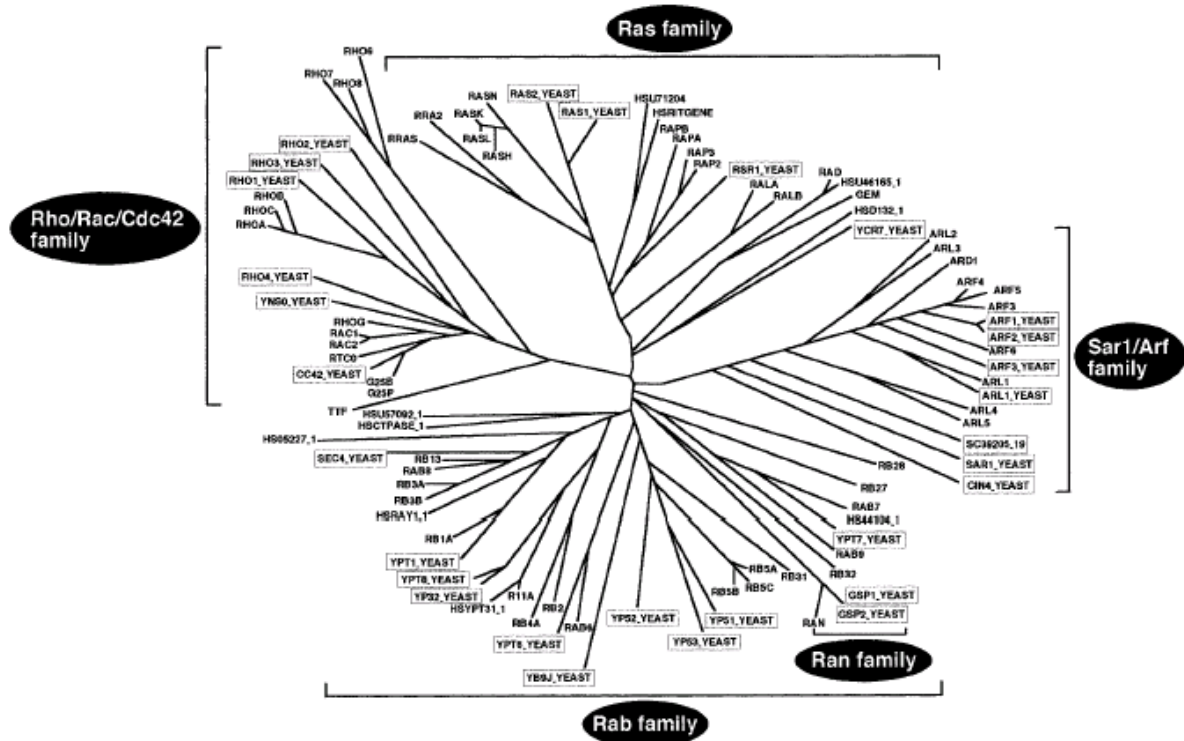 Ras family
RHO6
RHO7
RHO8
RASN
RAS2_YEAST
HSU71204
RASK
RAS1_YEAST
HSRITGENE
RRA2
RAPB
RASL
RAPA
RRAS
RASH
RAP3
RAP2
RHO2_YEAST
RHO3_YEAST
RSR1_YEAST
RAD
RHO1_YEAST
RALA
HSU46165_1
RALB
GEM
RHOB
RHOC
HSD132_1
RHOA
YCR7_YEAST
Rho/Rac/Cdc42
family
ARL2
ARL3
ARD1
RHO4_YEAST
ARF4
ARF5
YNS0_YEAST
ARF3
RHOG
ARF1_YEAST
RAC1
ARF2_YEAST
RAC2
ARF6
RTC0
ARF3_YEAST
Sar1/Arf
family
CC42_YEAST
ARL1
G25B
ARL1_YEAST
G25P
TTF
ARL4
HSU57092_1
ARL5
HSCTPASE_1
HS05227_1
SC39205_19
SEC4_YEAST
RB13
RB28
SAR1_YEAST
RAB8
RB3A
RB27
CIN4_YEAST
RB3B
RAB7
HSRAY1_1
HS44104_1
RB1A
YPT7_YEAST
RAB9
YPT1_YEAST
RB5A
RB31
RB32
YPT8_YEAST
RB5B
RB5C
YP32_YEAST
R11A
GSP1_YEAST
HSYPT31_1
RB2
GSP2_YEAST
RB4A
RAB6
YP52_YEAST
YP51_YEAST
RAN
YPT6_YEAST
YP53_YEAST
Ran family
YB9J_YEAST
Rab family